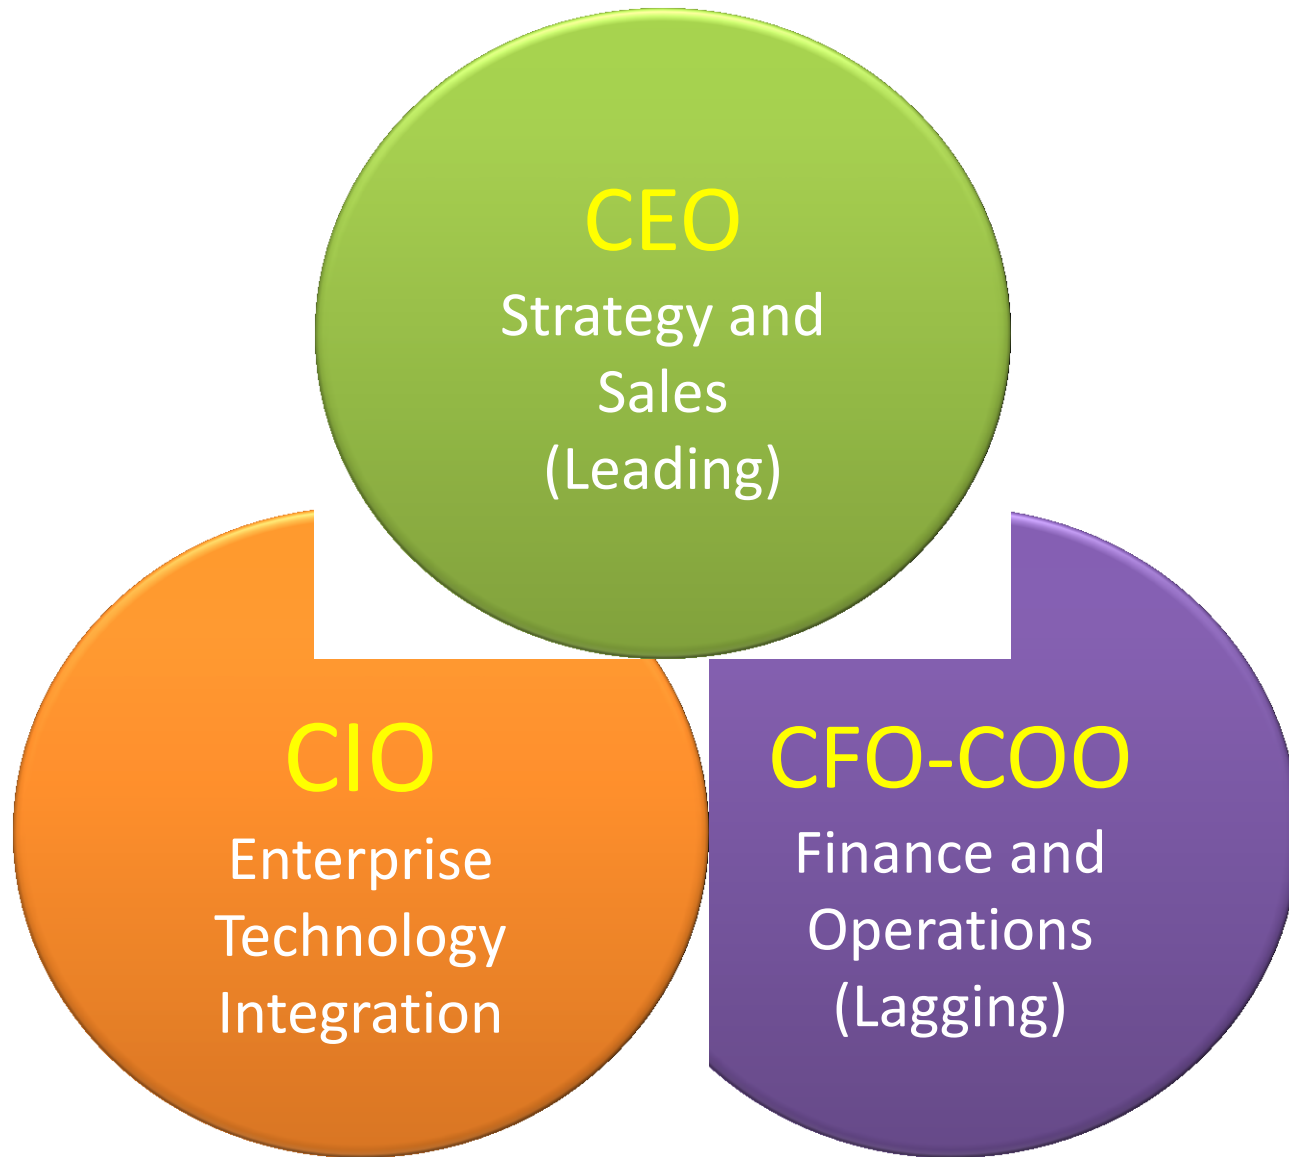 CEO
Strategy and
Sales
(Leading)
CIO
Enterprise
Technology
Integration
CFO-COO
Finance and
Operations
(Lagging)